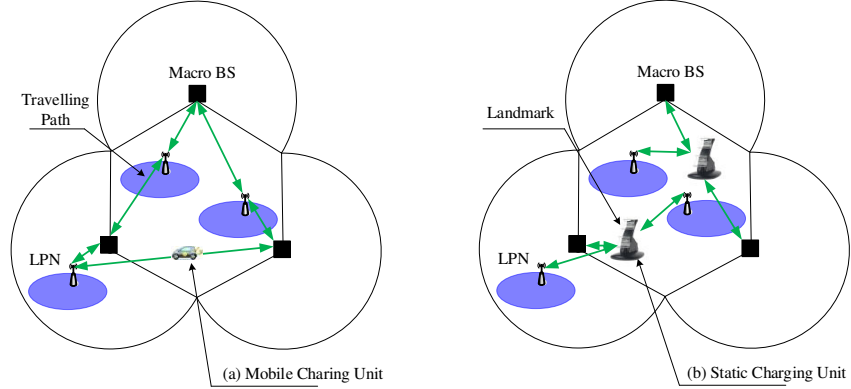 Macro BS
Travelling
Path
LPN
(a) Mobile Charing Unit
Macro BS
Landmark
LPN
(b) Static Charging Unit